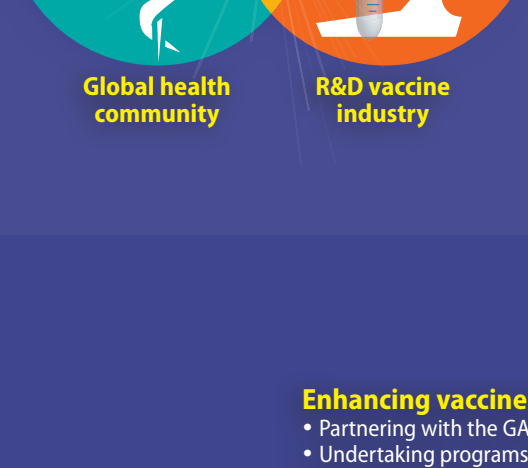 Global health
community
R&D vaccine
industry
Enhancing vaccine
• Partnering with the GA
• Undertaking programs